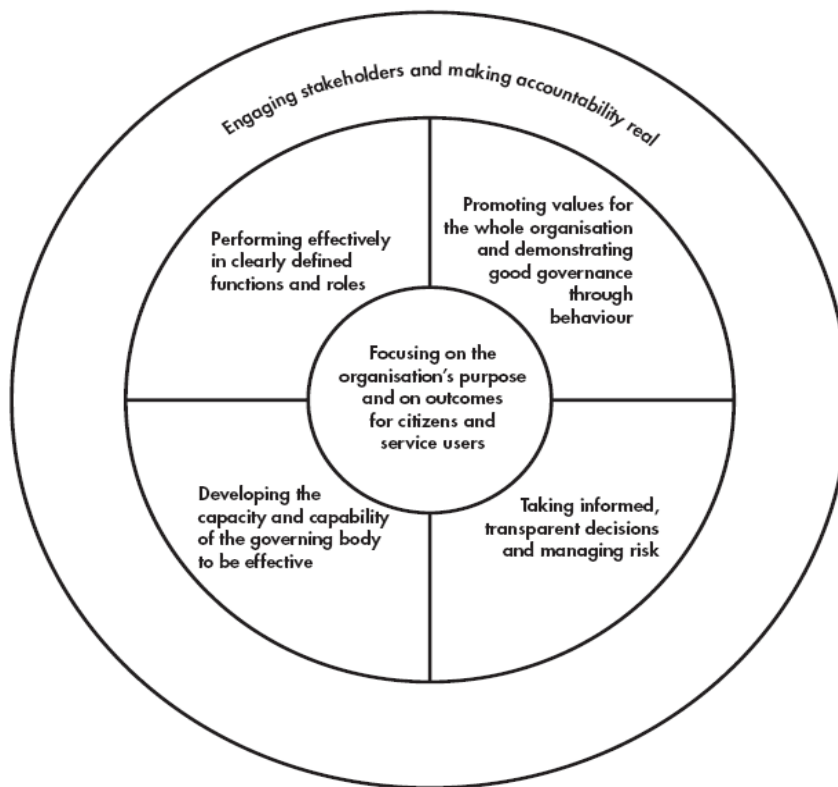 Engaging stakeholders and making accountability real
Performing effectively
in clearly defined
functions and roles
Promoting values for
the whole organisation
and demonstrating
good governance
through
behaviour
Focusing on the
organisation's purpose
and on outcomes
for citizens and
service users
Developing the
capacity and capability
of the governing body
to be effective
Taking informed,
transparent decisions
and managing risk